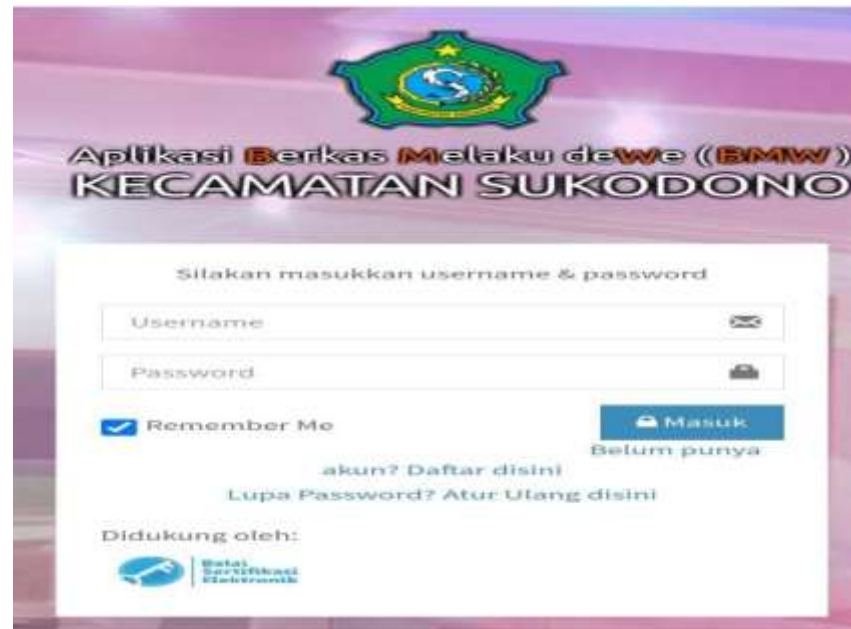 Aplikasi Berkas Melaku deWe (BMW)
KECAMATAN SUKODONO
Silakan masukkan username & password
Username
Password
Remember Me
Masuk
Belum punya
akun? Daftar disini
Lupa Password? Atur Ulang disini
Didukung oleh:
Balai
Sertifikasi
Elektronik